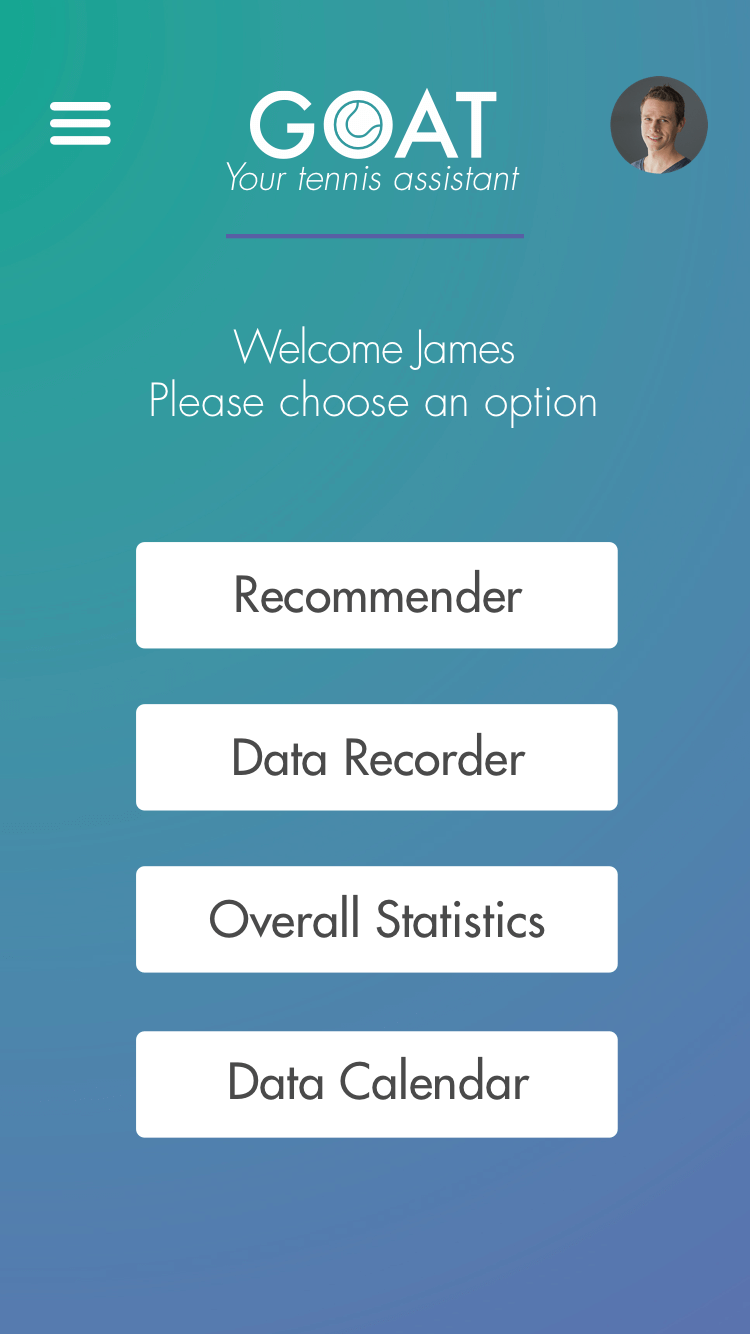 GOAT
Your tennis assistant
Welcome James
Please choose an option
Recommender
Data Recorder
Overall Statistics
Data Calendar